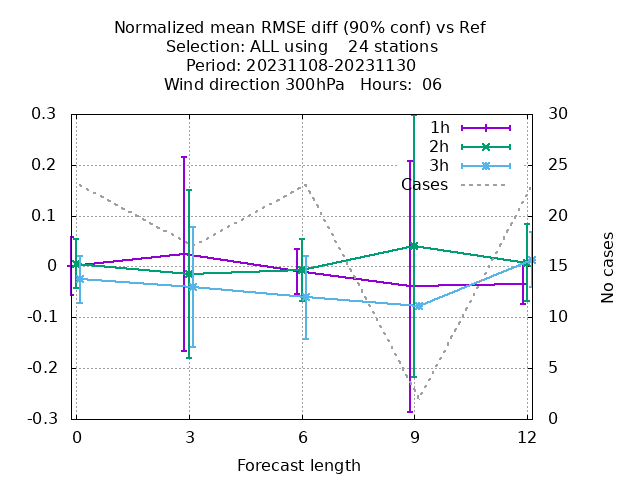 Normalized mean RMSE diff (90% conf) vs Ref
Selection: ALL using    24 stations
Period: 20231108-20231130
Wind direction 300hPa   Hours:  06
0.3
0.2
0.1
0
-0.1
-0.2
-0.3
30
25
20
15
10
5
0
1h
2h
3h
Cases
No cases
0 3 6 9 12
Forecast length